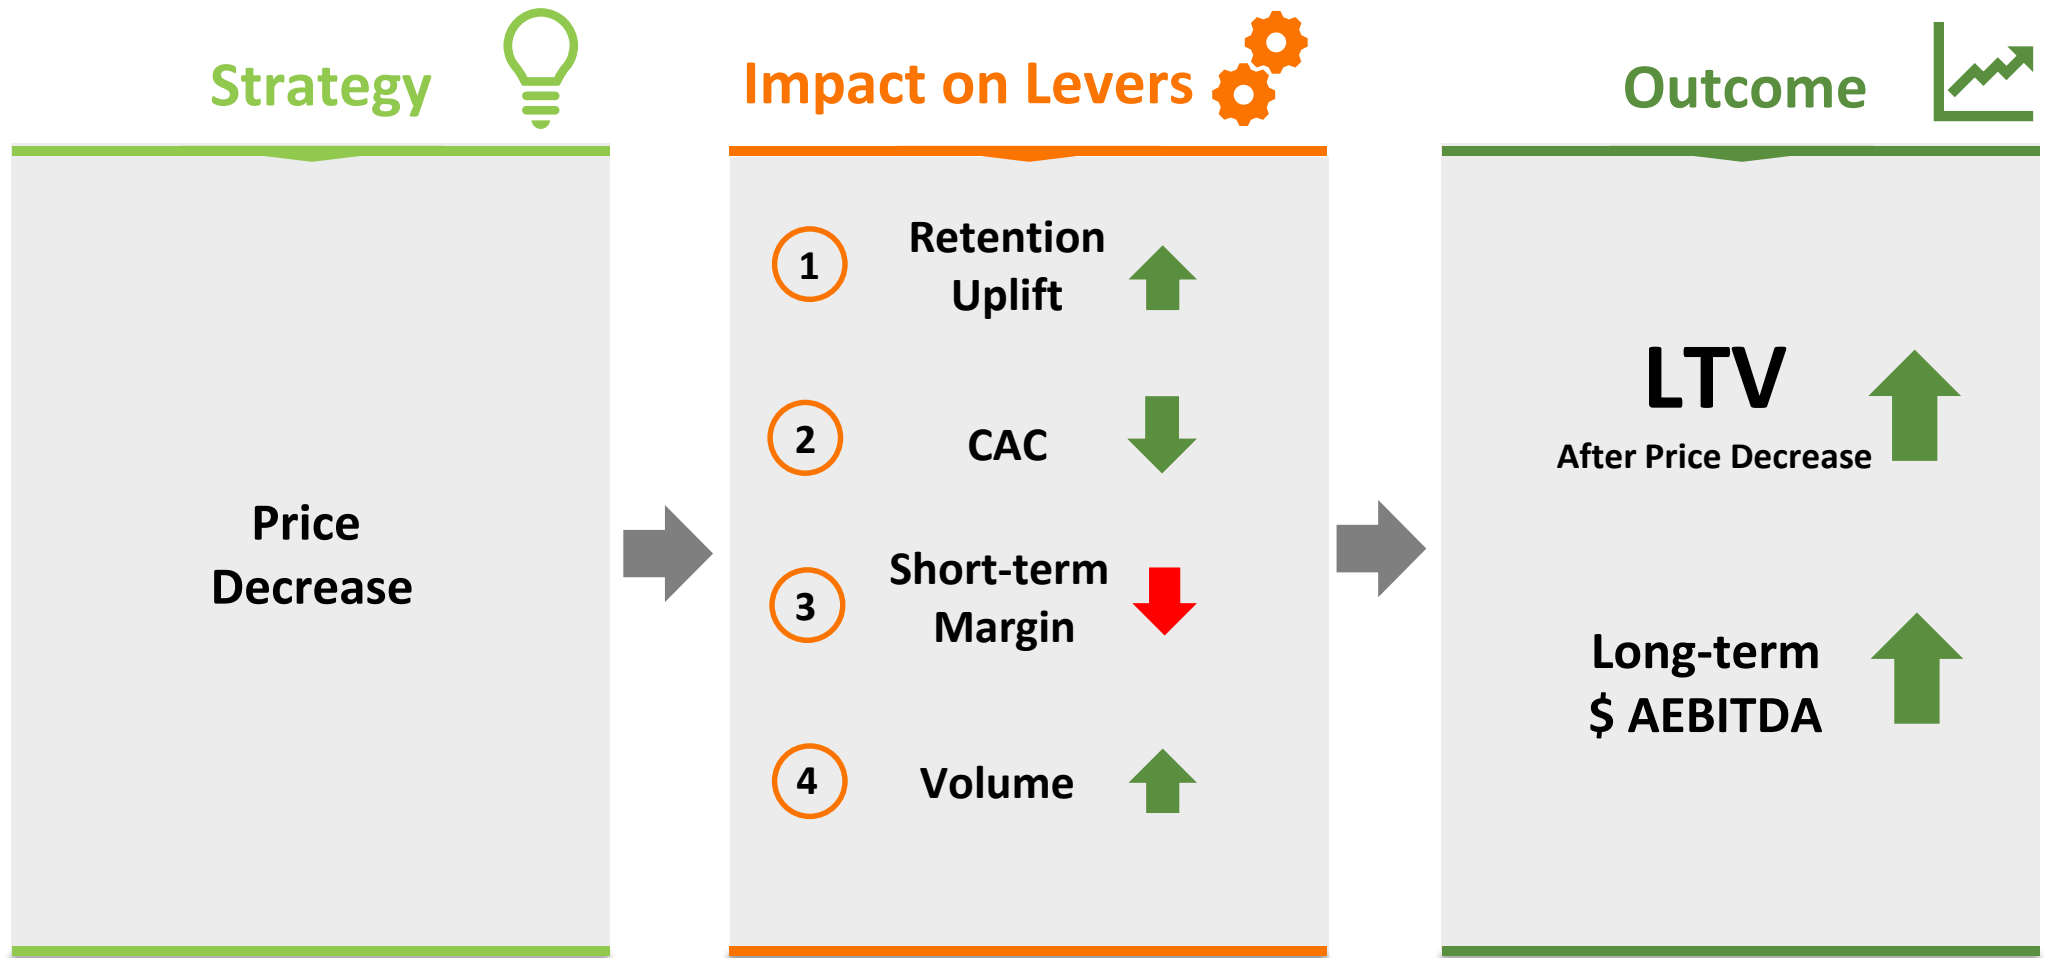 Strategy
Impact on Levers
Outcome
Price
Decrease
1
Retention
Uplift
2
CAC
3
Short-term
Margin
4
Volume
LTV
After Price Decrease
Long-term
$ AEBITDA